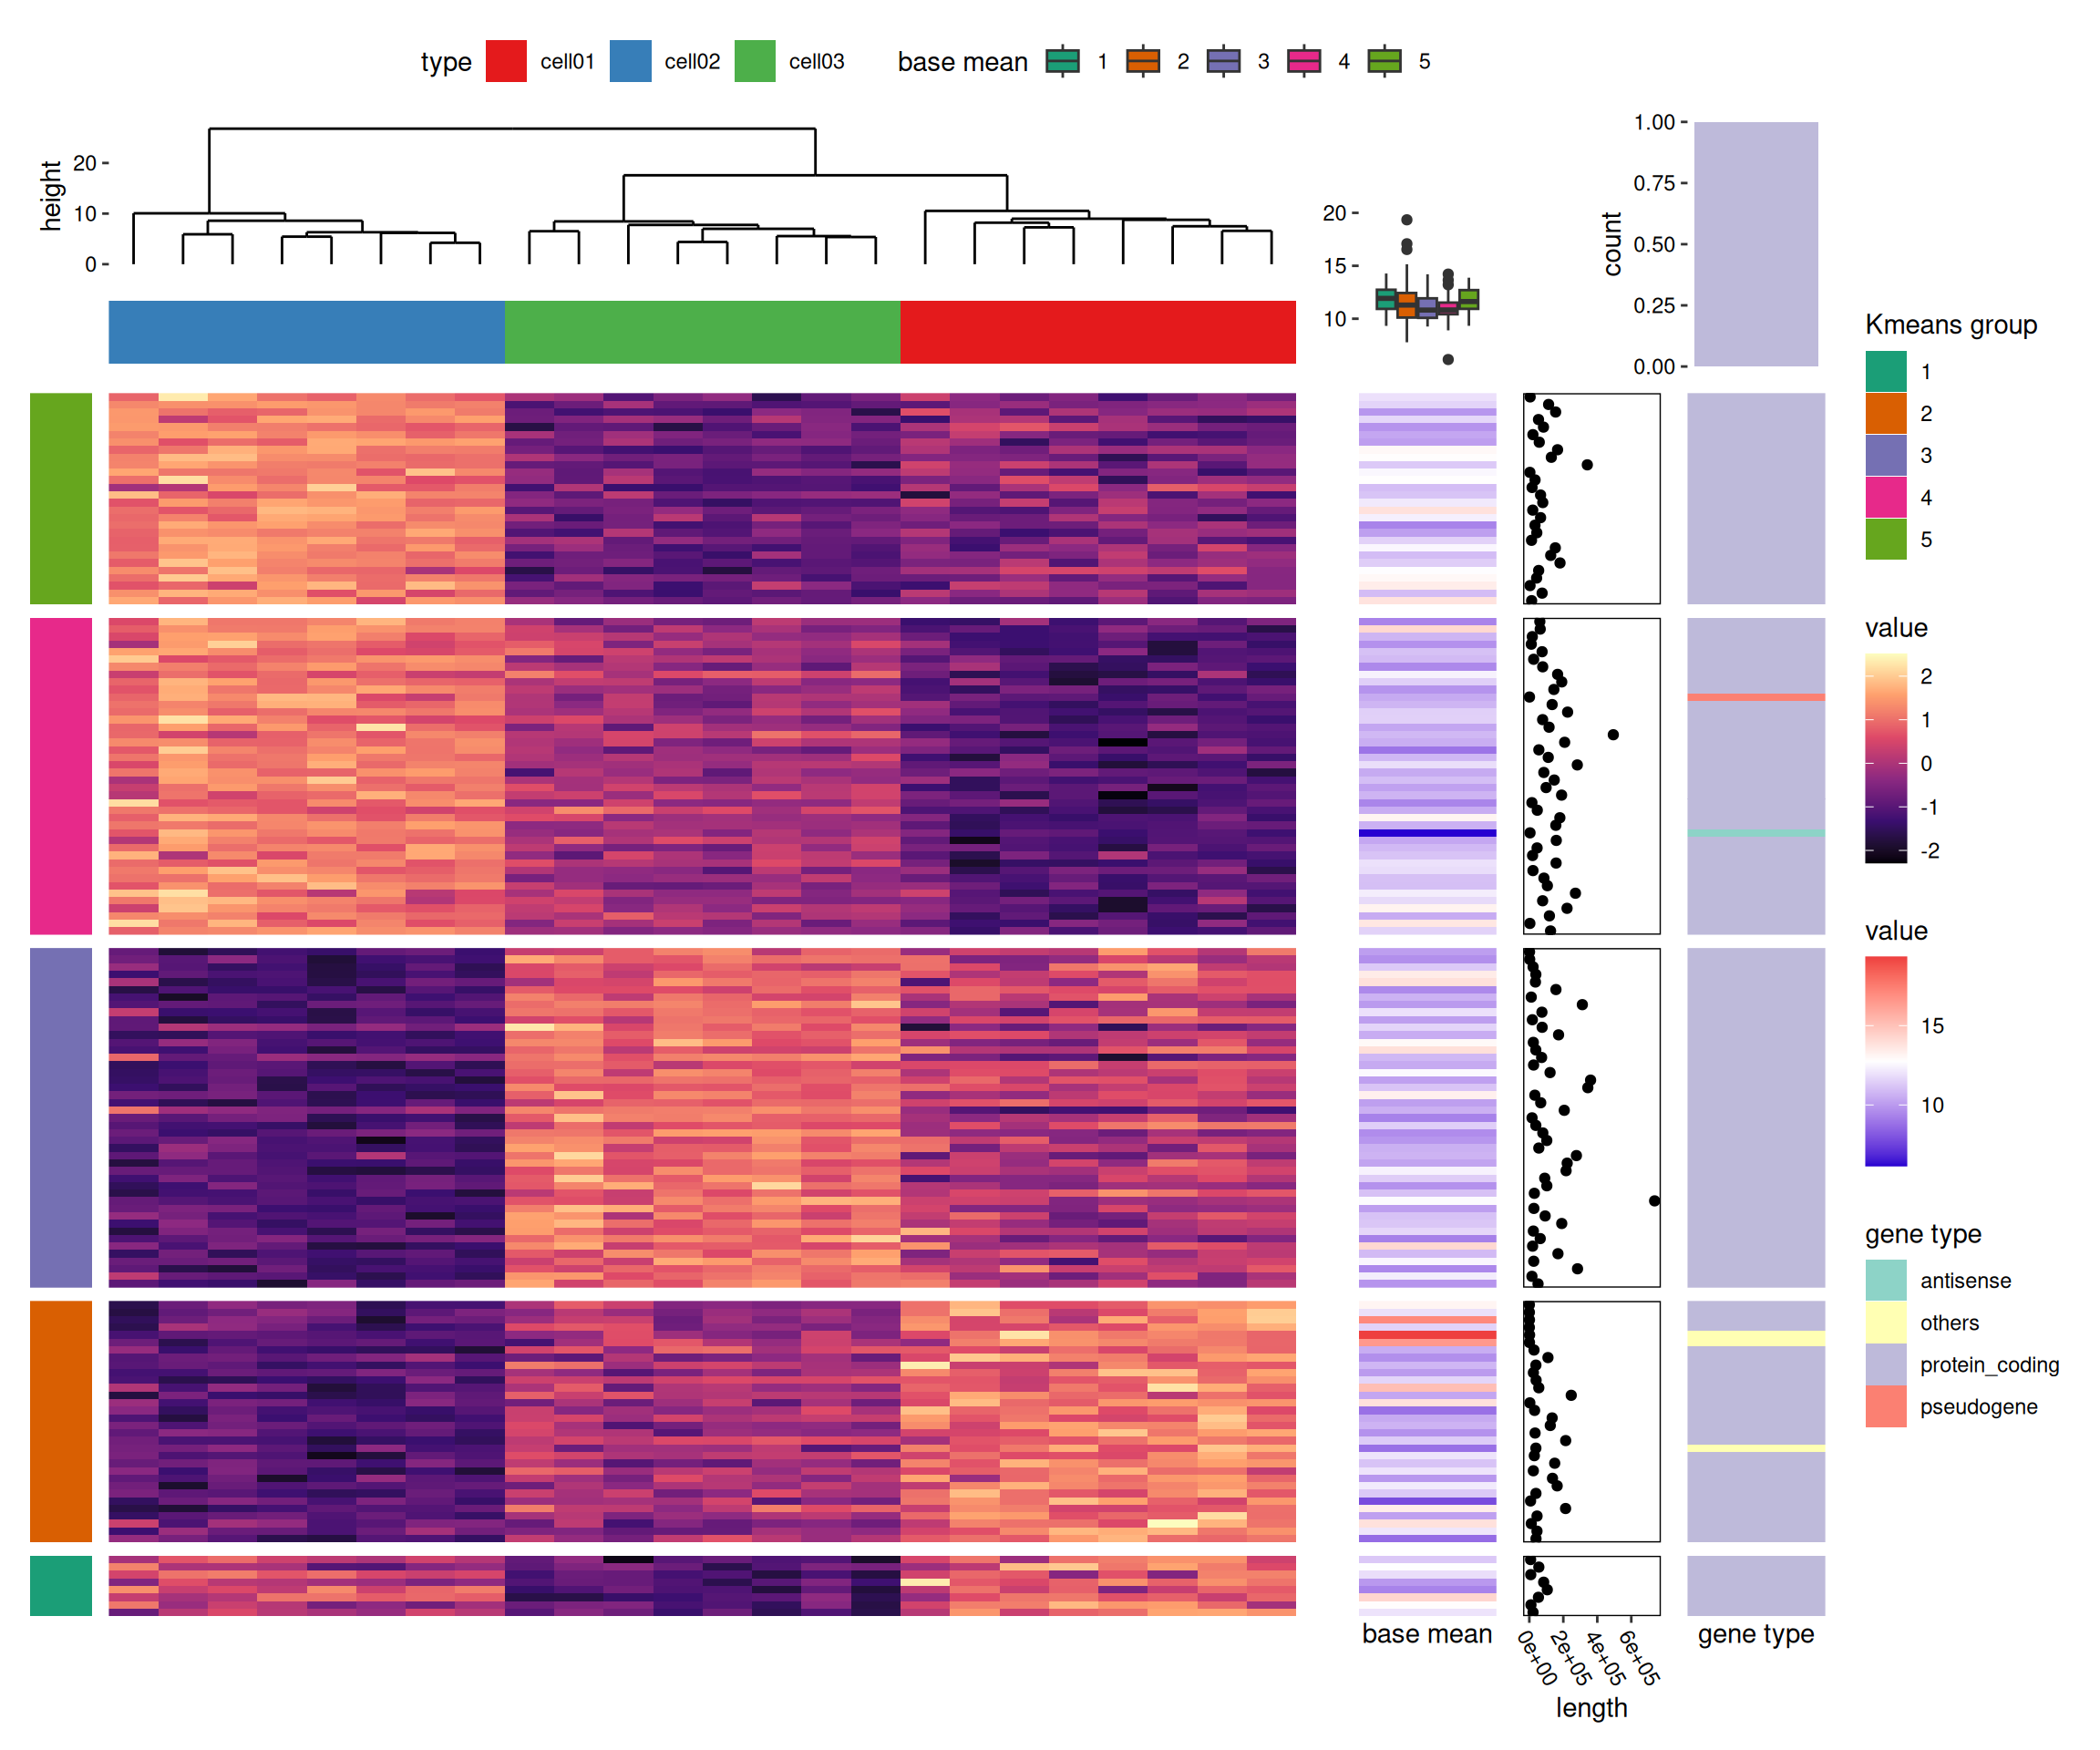 type cell01 cell02 cell03 base mean 1 2 3 4 5
height
20
10
0
20
15
10
count
1.00
0.75
0.50
0.25
0.00
Kmeans group
1
2
3
4
5
value
2
1
0
-1
-2
value
15
10
gene type
antisense
others
protein_coding
pseudogene
base mean
0e+00 2e+05 4e+05 6e+05
length
gene type